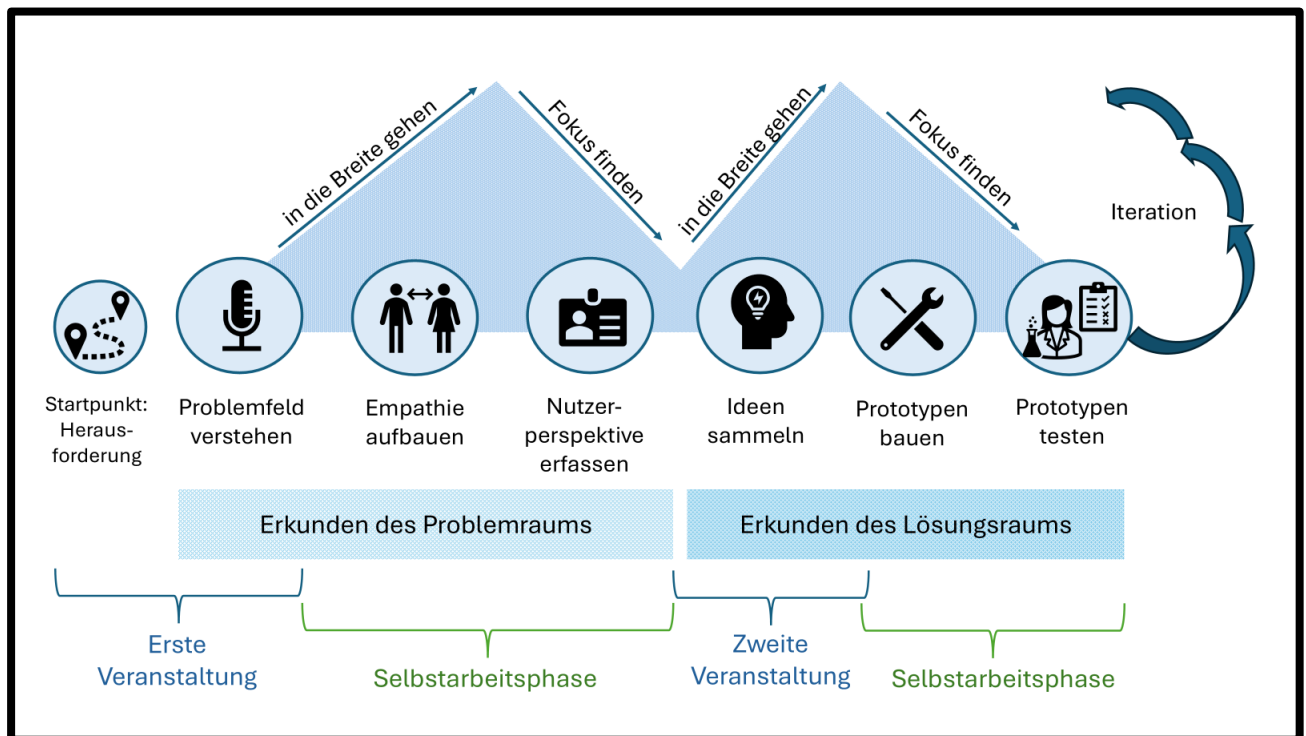 in die Breite gehen
Fokus finden
in die Breite gehen
Fokus finden
Iteration
Startpunkt:
Heraus-
forderung
Problemfeld
verstehen
Empathie
aufbauen
Nutzer-
perspektive
erfassen
Ideen
sammeln
Prototypen
bauen
Prototypen
testen
Erkunden des Problemraums
Erkunden des Lösungsraums
Erste
Veranstaltung
Selbstarbeitsphase
Zweite
Veranstaltung
Selbstarbeitsphase